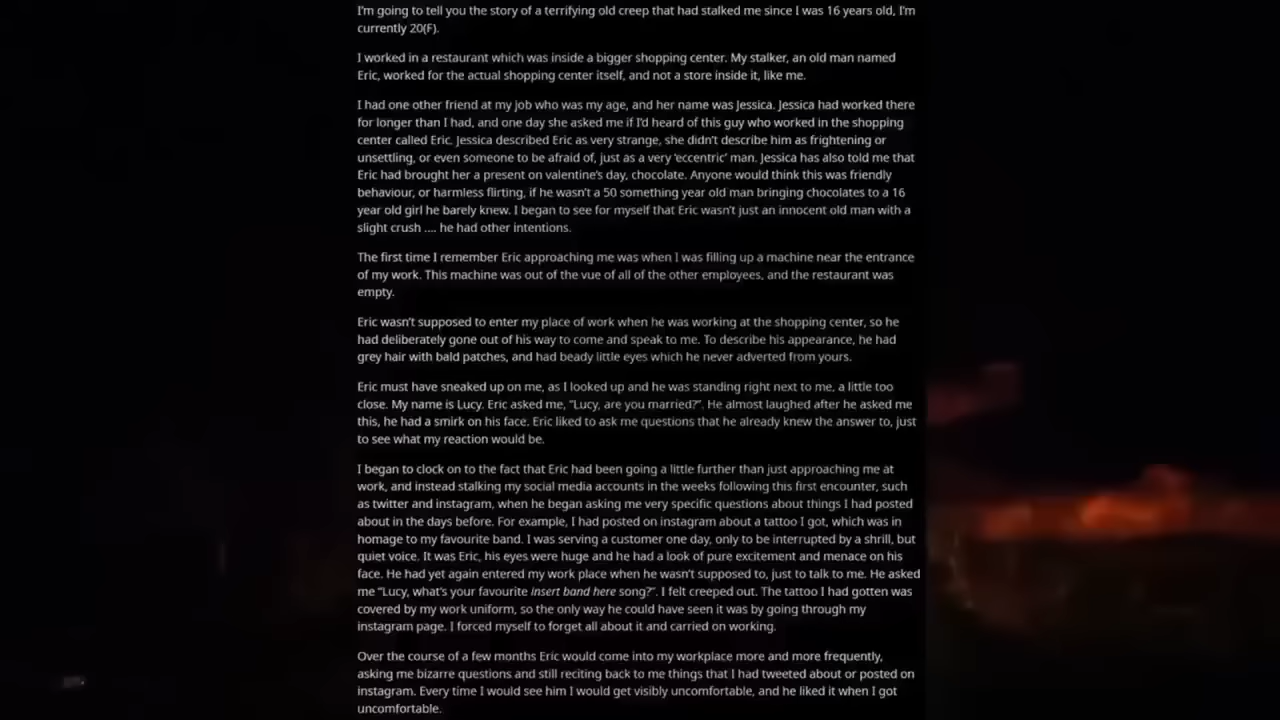 I'm going to tell you the story of a terrifying old creep that had stalked me since I was 16 years old, I'm
currently 20(F).
I worked in a restaurant which was inside a bigger shopping center. My stalker, an old man named
Eric, worked for the actual shopping center itself, and not a store inside it, like me.
I had one other friend at my job who was my age, and her name was Jessica. Jessica had worked there
for longer than I had, and one day she asked me if I'd heard of this guy who worked in the shopping
center called Eric. Jessica described Eric as very strange, she didn't describe him as frightening or
unsettling, or even someone to be afraid of, just as a very 'eccentric' man. Jessica has also told me that
Eric had brought her a present on valentine's day, chocolate. Anyone would think this was friendly
behaviour, or harmless flirting, if he wasn't a 50 something year old man bringing chocolates to a 16
year old girl he barely knew. I began to see for myself that Eric wasn't just an innocent old man with a
slight crush .... he had other intentions.
The first time I remember Eric approaching me was when I was filling up a machine near the entrance
of my work. This machine was out of the vue of all of the other employees, and the restaurant was
empty.
Eric wasn't supposed to enter my place of work when he was working at the shopping center, so he
had deliberately gone out of his way to come and speak to me. To describe his appearance, he had
grey hair with bald patches, and had beady little eyes which he never adverted from yours.
Eric must have sneaked up on me, as I looked up and he was standing right next to me, a little too
close. My name is Lucy. Eric asked me, "Lucy, are you married?". He almost laughed after he asked me
this, he had a smirk on his face. Eric liked to ask me questions that he already knew the answer to, just
to see what my reaction would be.
I began to clock on to the fact that Eric had been going a little further than just approaching me at
work, and instead stalking my social media accounts in the weeks following this first encounter, such
as twitter and instagram, when he began asking me very specific questions about things I had posted
about in the days before. For example, I had posted on instagram about a tattoo I got, which was in
homage to my favourite band. I was serving a customer one day, only to be interrupted by a shrill, but
quiet voice. It was Eric, his eyes were huge and he had a look of pure excitement and menace on his
face. He had yet again entered my work place when he wasn't supposed to, just to talk to me. He asked
me "Lucy, what's your favourite insert band here song?". I felt creeped out. The tattoo I had gotten was
covered by my work uniform, so the only way he could have seen it was by going through my
instagram page. I forced myself to forget all about it and carried on working.
Over the course of a few months Eric would come into my workplace more and more frequently,
asking me bizarre questions and still reciting back to me things that I had tweeted about or posted on
instagram. Every time I would see him I would get visibly uncomfortable, and he liked it when I got
uncomfortable.